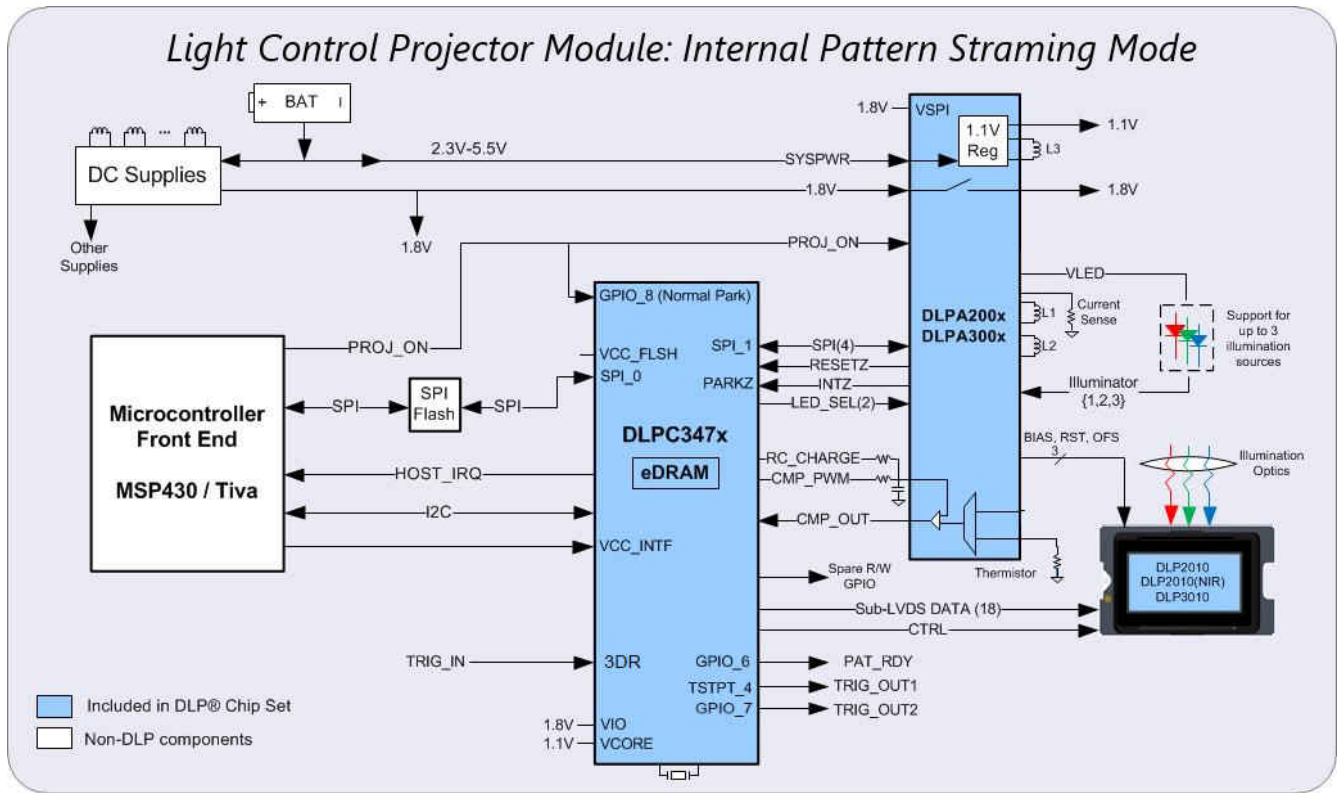 Light Control Projector Module: Internal Pattern Straming Mode
+ BAT I
...
DC Supplies
2.3V-5.5V
SYSPWR
1.8V
VSPI
1.1V
Reg
1.1V
L3
1.8V
1.8V
1.8V
Other
Supplies
PROJ_ON
GPIO_8 (Normal Park)
VLED
DLPA200x
DLPA300x
L1
L2
Current
Sense
Support for
up to 3
illumination
sources
Microcontroller
Front End
MSP430 / Tiva
PROJ_ON
VCC_FLSH
SPI_0
SPI
SPI
Flash
SPI
SPI_1
PARKZ
SPI(4)
RESETZ
INTZ
LED_SEL(2)
Illuminator
{1,2,3}
DLPC347x
eDRAM
HOST_IRQ
I2C
VCC_INTF
RC_CHARGE
CMP_PWM
CMP_OUT
BIAS, RST, OFS
3
Illumination
Optics
Thermistor
Spare R/W
GPIO
Sub-LVDS DATA (18)
CTRL
DLP2010
DLP2010(NIR)
DLP3010
TRIG_IN
3DR
GPIO_6
PAT_RDY
TSTPT_4
TRIG_OUT1
GPIO_7
TRIG_OUT2
1.8V
VIO
1.1V
VCORE
Included in DLP® Chip Set
Non-DLP components